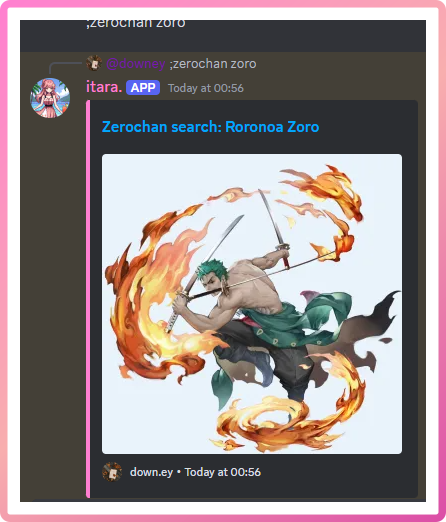 ;zerochan zoro
@down.ey ;zerochan zoro
itara. APP Today at 00:56
Zerochan search: Roronoa Zoro
down.ey • Today at 00:56